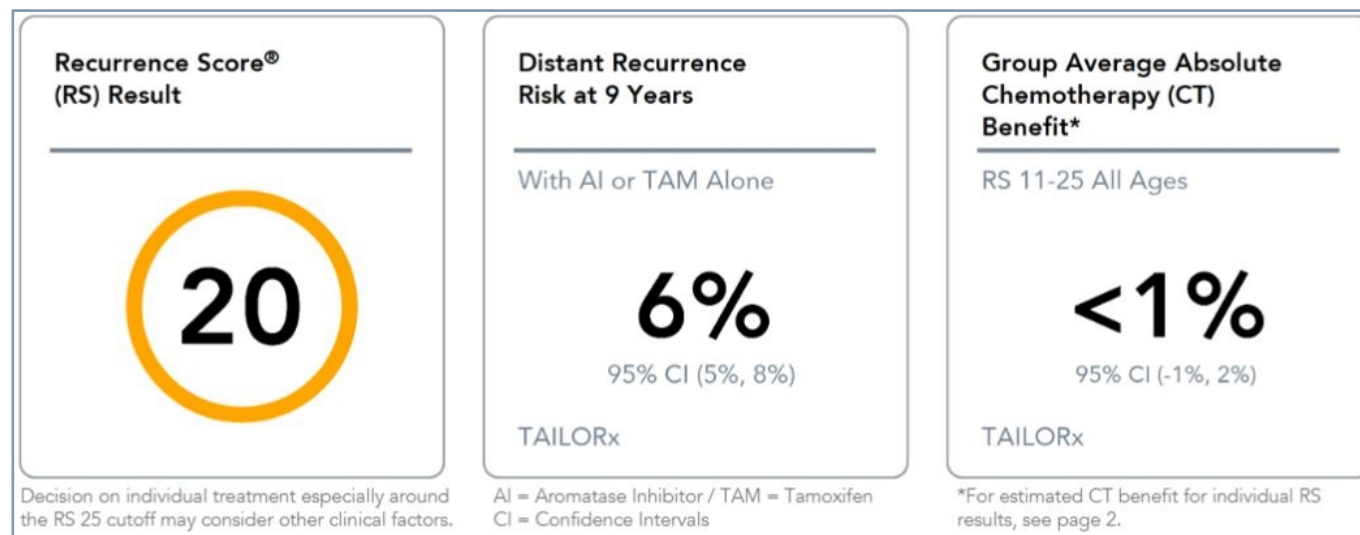 Recurrence Score®
(RS) Result
20
Decision on individual treatment especially around
the RS 25 cutoff may consider other clinical factors.
Distant Recurrence
Risk at 9 Years
With AI or TAM Alone
6%
95% CI (5%, 8%)
TAILORx
AI = Aromatase Inhibitor / TAM = Tamoxifen
CI = Confidence Intervals
Group Average Absolute
Chemotherapy (CT)
Benefit*
RS 11-25 All Ages
<1%
95% CI (-1%, 2%)
TAILORx
*For estimated CT benefit for individual RS
results, see page 2.